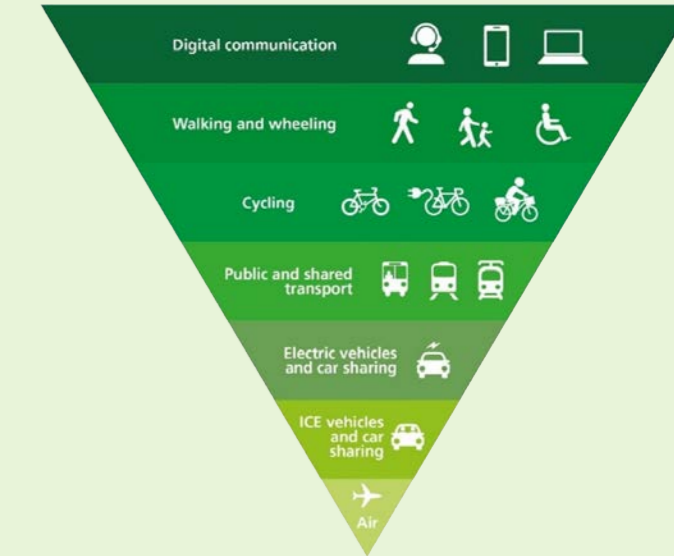 Digital communication
Walking and wheeling
Cycling
Public and shared
transport
Electric vehicles
and car sharing
ICE vehicles
and car
sharing
Air